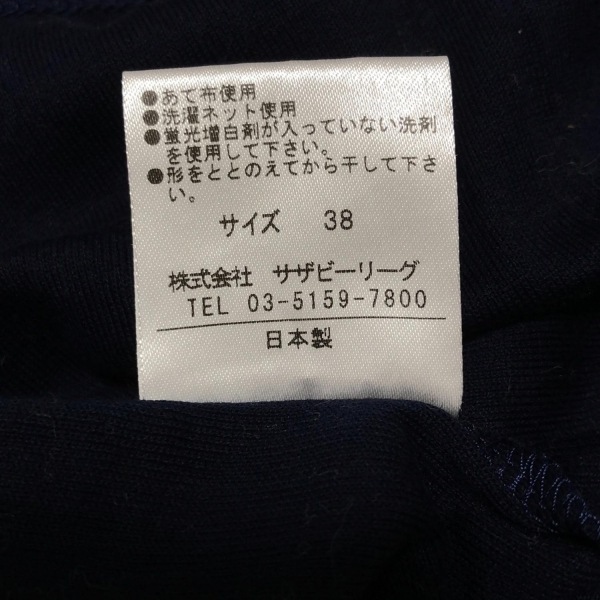 ●あて布使用
●洗濯ネット使用
●蛍光増白剤が入っていない洗剤
を使用して下さい。
●形をととのえてから干して下さ
い。
サイズ 38
株式会社 サザビーリーグ
TEL 03-5159-7800
日本製